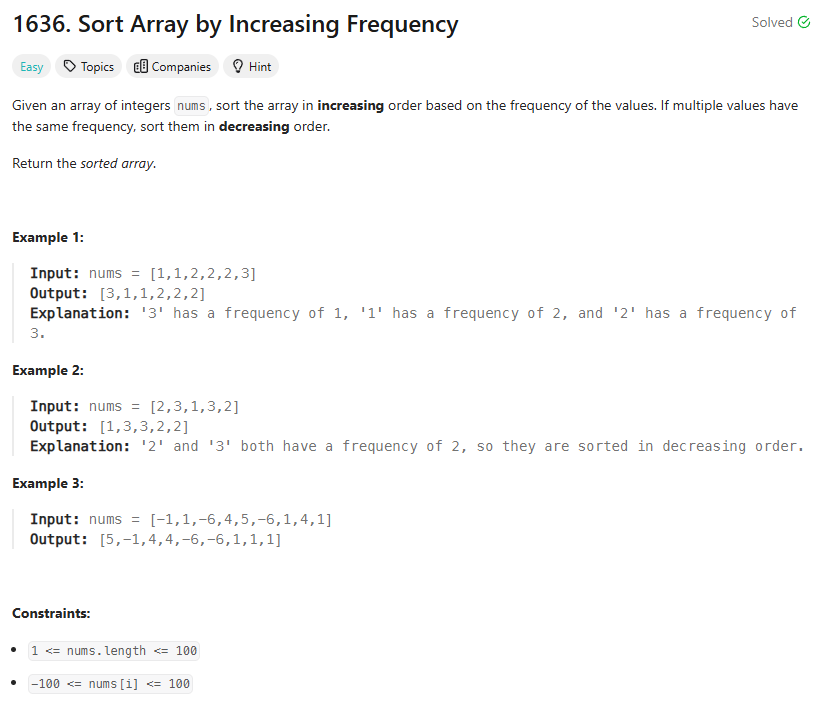 1636. Sort Array by Increasing Frequency
Solved
Easy Topics Companies Hint
Given an array of integers nums, sort the array in increasing order based on the frequency of the values. If multiple values have
the same frequency, sort them in decreasing order.
Return the sorted array.
Example 1:
Input: nums = [1,1,2,2,2,3]
Output: [3,1,1,2,2,2]
Explanation: '3' has a frequency of 1, '1' has a frequency of 2, and '2' has a frequency of
3.
Example 2:
Input: nums = [2,3,1,3,2]
Output: [1,3,3,2,2]
Explanation: '2' and '3' both have a frequency of 2, so they are sorted in decreasing order.
Example 3:
Input: nums = [-1,1,-6,4,5,-6,1,4,1]
Output: [5,-1,4,4,-6,-6,1,1,1]
Constraints:
• 1 <= nums.length <= 100
• -100 <= nums[i] <= 100